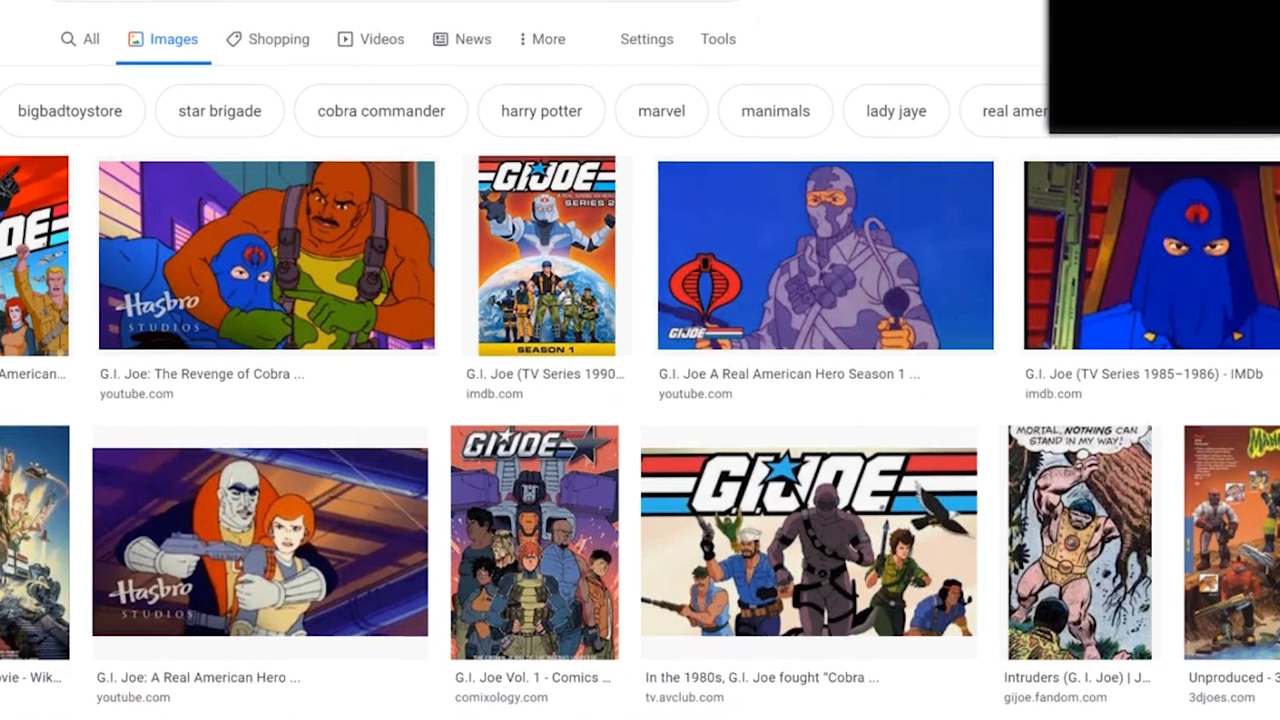 All
Images
Shopping
Videos
News
More
Settings
Tools
bigbadtoystore
star brigade
cobra commander
harry potter
marvel
manimals
lady jaye
real amer
Hasbro
STUDIOS
G.I. JOE
A REAL AMERICAN HERO
SERIES 2
SEASON 1
G.I. JOE
American...
G.I. Joe: The Revenge of Cobra ...
youtube.com
G.I. Joe (TV Series 1990...
imdb.com
G.I. Joe A Real American Hero Season 1 ...
youtube.com
G.I. Joe (TV Series 1985–1986) - IMDb
imdb.com
Hasbro
STUDIOS
G.I. JOE
G.I. JOE
MORTAL, NOTHING CAN
STAND IN MY WAY!
vie - Wik...
G.I. Joe: A Real American Hero ...
youtube.com
G.I. Joe Vol. 1 - Comics ...
comixology.com
In the 1980s, G.I. Joe fought “Cobra ...
tv.avclub.com
Intruders (G. I. Joe) | J...
gijoe.fandom.com
Unproduced - 3
3djoes.com